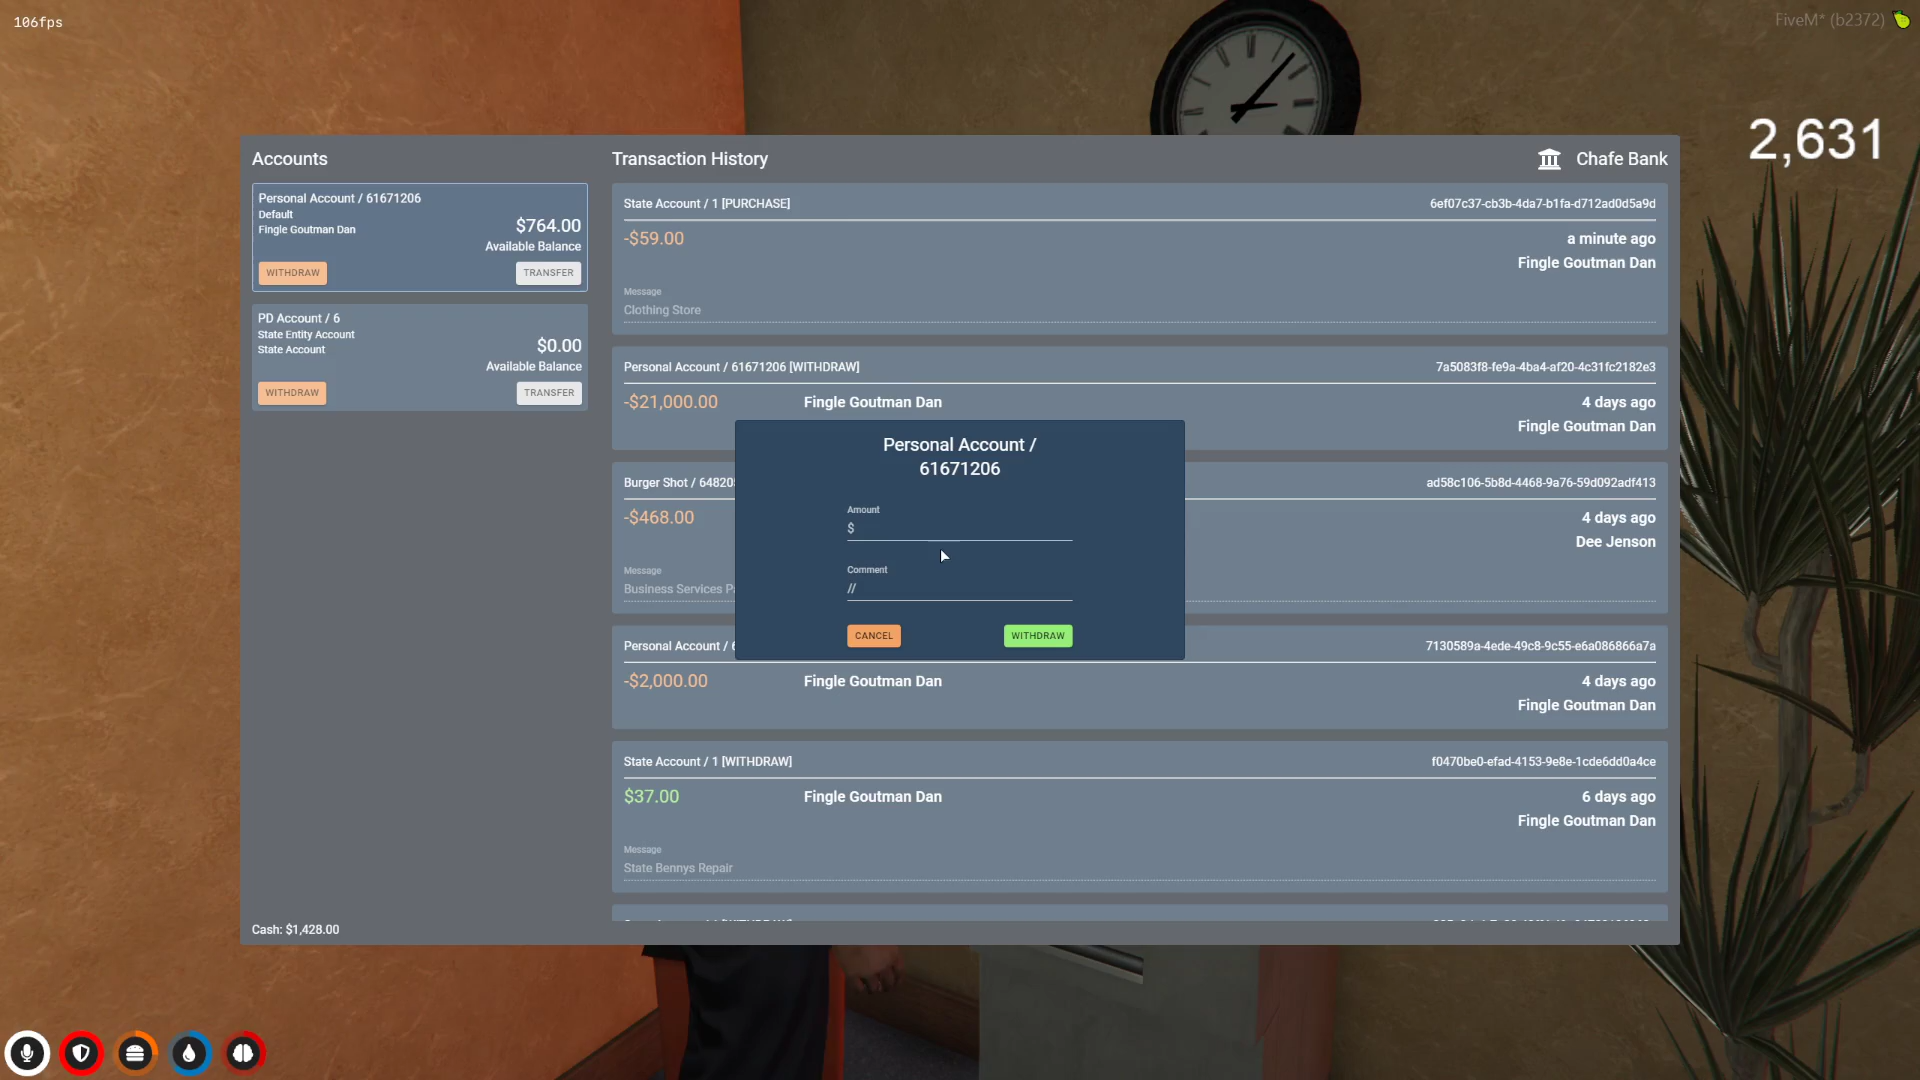 106fps
FiveM* (b2372)
2,631
Accounts
Personal Account / 61671206
Default
Fingle Goutman Dan
$764.00
Available Balance
WITHDRAW
TRANSFER
PD Account / 6
State Entity Account
State Account
$0.00
Available Balance
WITHDRAW
TRANSFER
Cash: $1,428.00
Transaction History
Chafe Bank
State Account / 1 [PURCHASE]
6ef07c37-cb3b-4da7-b1fa-d712ad0d5a9d
-$59.00
a minute ago
Fingle Goutman Dan
Message
Clothing Store
Personal Account / 61671206 [WITHDRAW]
7a5083f8-fe9a-4ba4-af20-4c31fc2182e3
-$21,000.00
Fingle Goutman Dan
4 days ago
Fingle Goutman Dan
Burger Shot / 64820
ad58c106-5b8d-4468-9a76-59d092adf413
-$468.00
4 days ago
Dee Jenson
Message
Business Services
Personal Account /
7130589a-4ede-49c8-9c55-e6a086866a7a
-$2,000.00
Fingle Goutman Dan
4 days ago
Fingle Goutman Dan
State Account / 1 [WITHDRAW]
f0470be0-efad-4153-9e8e-1cde6dd0a4ce
$37.00
Fingle Goutman Dan
6 days ago
Fingle Goutman Dan
Message
State Bennys Repair
Personal Account /
61671206
Amount
$
Comment
//
CANCEL
WITHDRAW